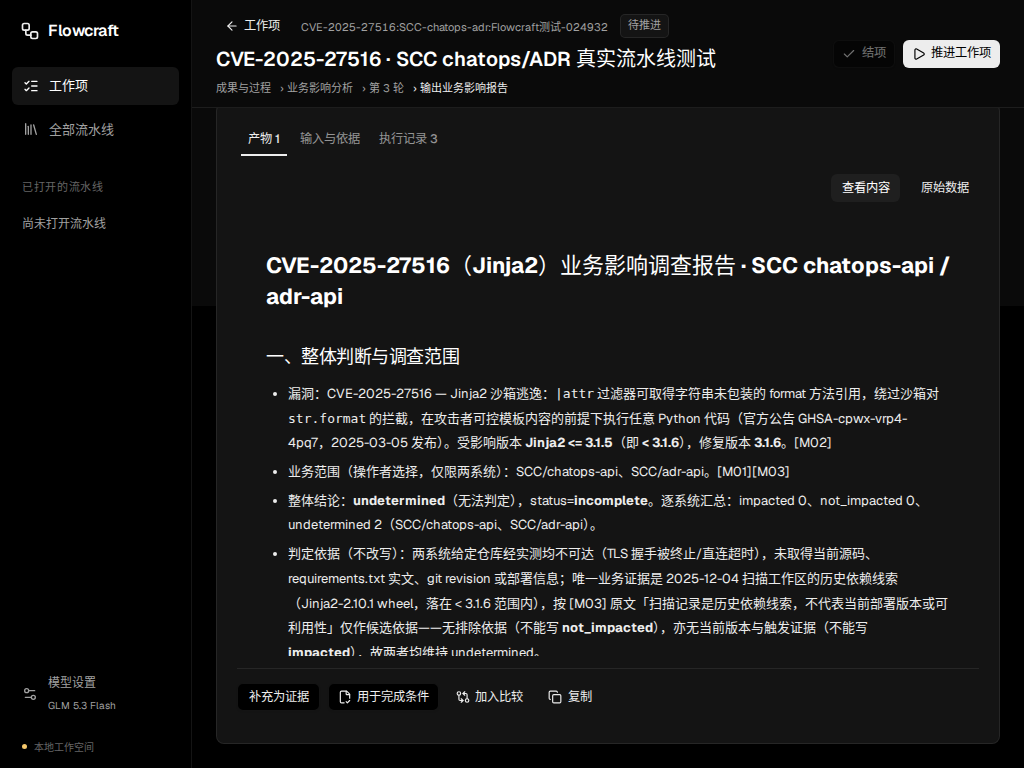 Flowcraft
工作项
全部流水线
已打开的流水线
尚未打开流水线
模型设置
GLM 5.3 Flash
本地工作空间
工作项 CVE-2025-27516:SCC-chatops-adr:Flowcraft测试-024932 待推进
CVE-2025-27516 · SCC chatops/ADR 真实流水线测试
结项 推进工作项
成果与过程 › 业务影响分析 › 第 3 轮 › 输出业务影响报告
产物 1 输入与依据 执行记录 3
查看内容 原始数据
CVE-2025-27516（Jinja2）业务影响调查报告 · SCC chatops-api /
adr-api
一、整体判断与调查范围
• 漏洞：CVE-2025-27516 — Jinja2 沙箱逃逸：|attr 过滤器可取得字符串未包装的 format 方法引用，绕过沙箱对
str.format 的拦截，在攻击者可控模板内容的前提下执行任意 Python 代码（官方公告 GHSA-cpwx-vrp4-
4pq7，2025-03-05 发布）。受影响版本 Jinja2 <= 3.1.5（即 < 3.1.6），修复版本 3.1.6。[M02]
• 业务范围（操作者选择，仅限两系统）：SCC/chatops-api、SCC/adr-api。[M01][M03]
• 整体结论：undetermined（无法判定），status=incomplete。逐系统汇总：impacted 0、not_impacted 0、
undetermined 2（SCC/chatops-api、SCC/adr-api）。
• 判定依据（不改写）：两系统给定仓库经实测均不可达（TLS 握手被终止/直连超时），未取得当前源码、
requirements.txt 实文、git revision 或部署信息；唯一业务证据是 2025-12-04 扫描工作区的历史依赖线索
（Jinja2-2.10.1 wheel，落在 < 3.1.6 范围内），按 [M03] 原文「扫描记录是历史依赖线索，不代表当前部署版本或可
利用性」仅作候选依据——无排除依据（不能写 not_impacted），亦无当前版本与触发证据（不能写
impacted），故两者均维持 undetermined。
补充为证据 用于完成条件 加入比较 复制